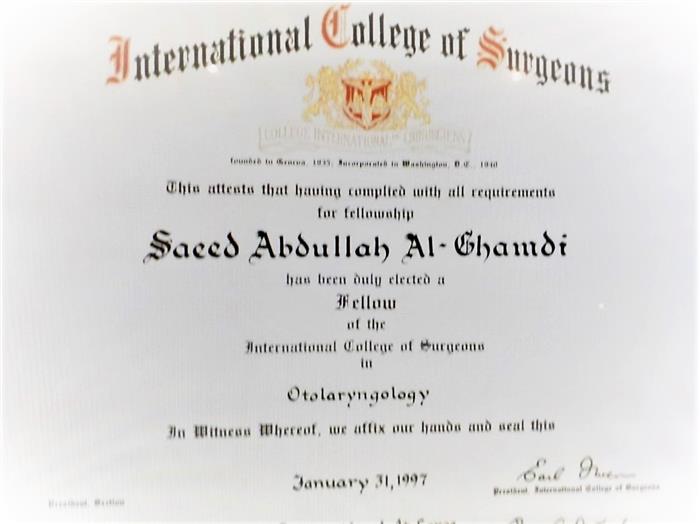 International College of Surgeons
COLLEGE INTERNATIONAL DE CHIRURGIENS
founded in Geneva, 1935, Incorporated in Washington, D.C., 1940
This attests that having complied with all requirements
for fellowship
Saeed Abdullah Al-Ghamdi
has been duly elected a
Fellow
of the
International College of Surgeons
in
Otolaryngology
In Witness Whereof, we affix our hands and seal this
January 31, 1997
President, Section
President, International College of Surgeons